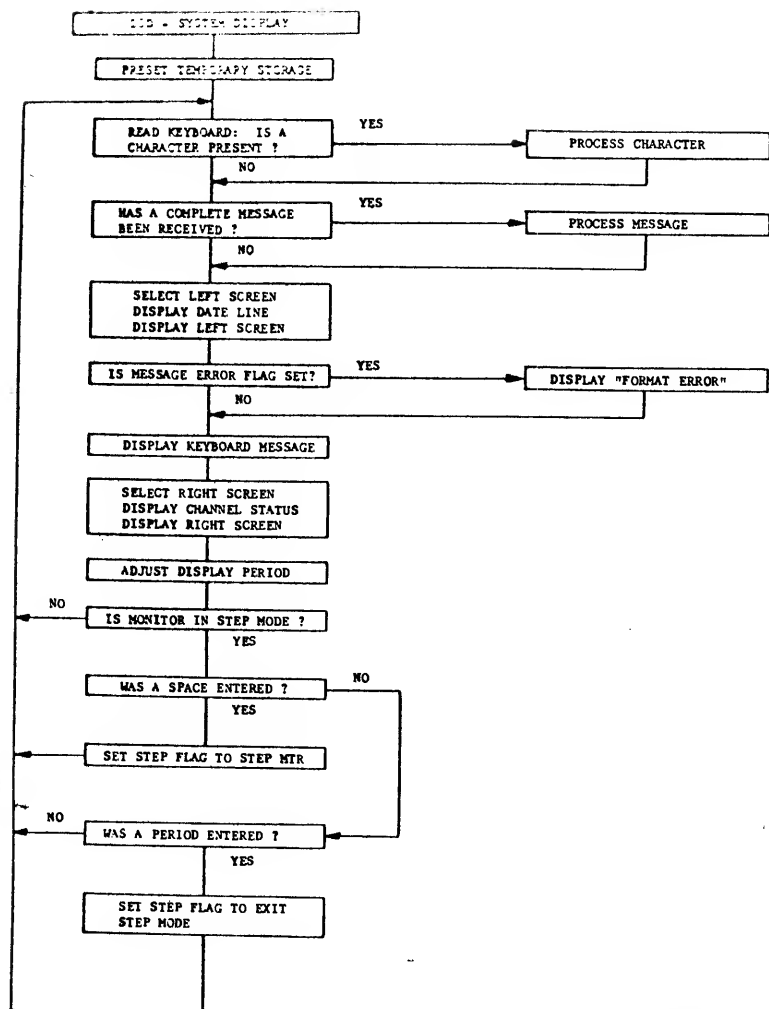 SYSTEM DISPLAY
PRESET TEMPORARY STORAGE
READ KEYBOARD: IS A
CHARACTER PRESENT ?
YES
PROCESS CHARACTER
NO
HAS A COMPLETE MESSAGE
BEEN RECEIVED ?
YES
PROCESS MESSAGE
NO
SELECT LEFT SCREEN
DISPLAY DATE LINE
DISPLAY LEFT SCREEN
IS MESSAGE ERROR FLAG SET?
YES
DISPLAY "FORMAT ERROR"
NO
DISPLAY KEYBOARD MESSAGE
SELECT RIGHT SCREEN
DISPLAY CHANNEL STATUS
DISPLAY RIGHT SCREEN
ADJUST DISPLAY PERIOD
NO
IS MONITOR IN STEP MODE ?
YES
WAS A SPACE ENTERED ?
NO
YES
SET STEP FLAG TO STEP MTR
NO
WAS A PERIOD ENTERED ?
YES
SET STEP FLAG TO EXIT
STEP MODE